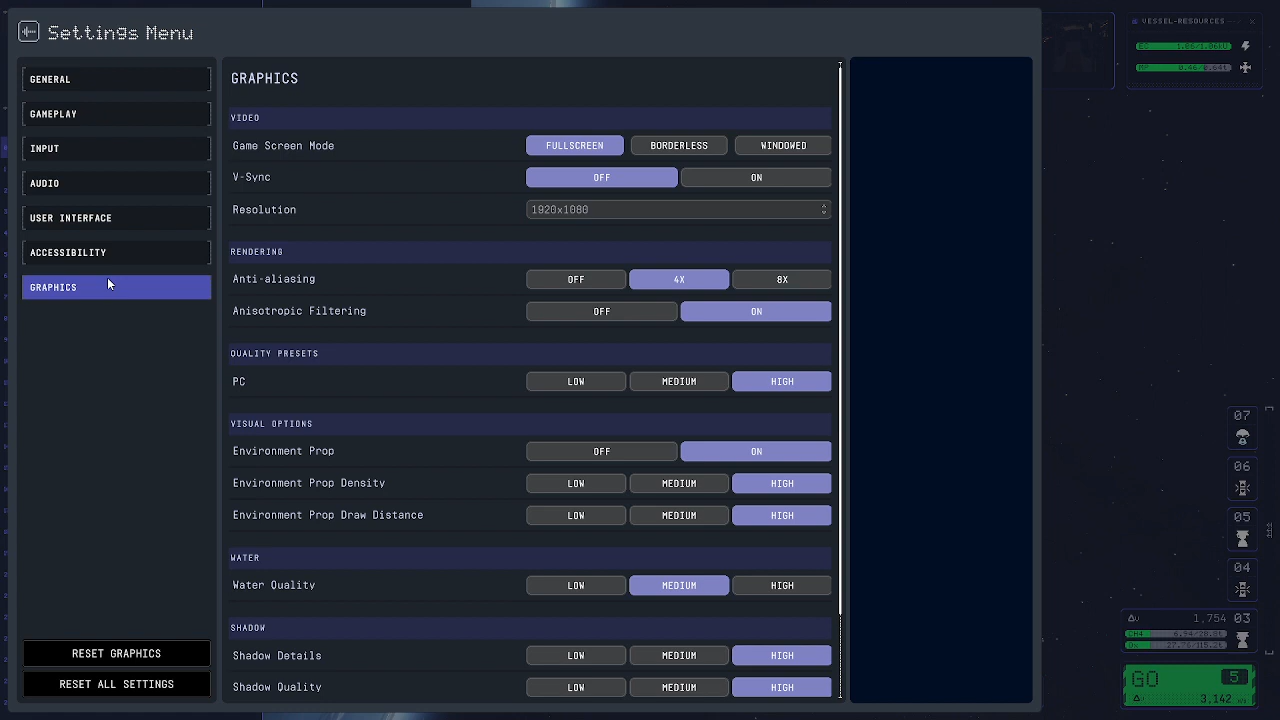 Settings Menu
GENERAL
GAMEPLAY
INPUT
AUDIO
USER INTERFACE
ACCESSIBILITY
GRAPHICS
RESET GRAPHICS
RESET ALL SETTINGS
GRAPHICS
VIDEO
Game Screen Mode FULLSCREEN BORDERLESS WINDOWED
V-Sync OFF ON
Resolution 1920x1080
RENDERING
Anti-aliasing OFF 4X 8X
Anisotropic Filtering OFF ON
QUALITY PRESETS
PC LOW MEDIUM HIGH
VISUAL OPTIONS
Environment Prop OFF ON
Environment Prop Density LOW MEDIUM HIGH
Environment Prop Draw Distance LOW MEDIUM HIGH
WATER
Water Quality LOW MEDIUM HIGH
SHADOW
Shadow Details LOW MEDIUM HIGH
Shadow Quality LOW MEDIUM HIGH
VESSEL-RESOURCES
07
06
05
04
Δv 1,754 03
GO 5
Δv 3,142